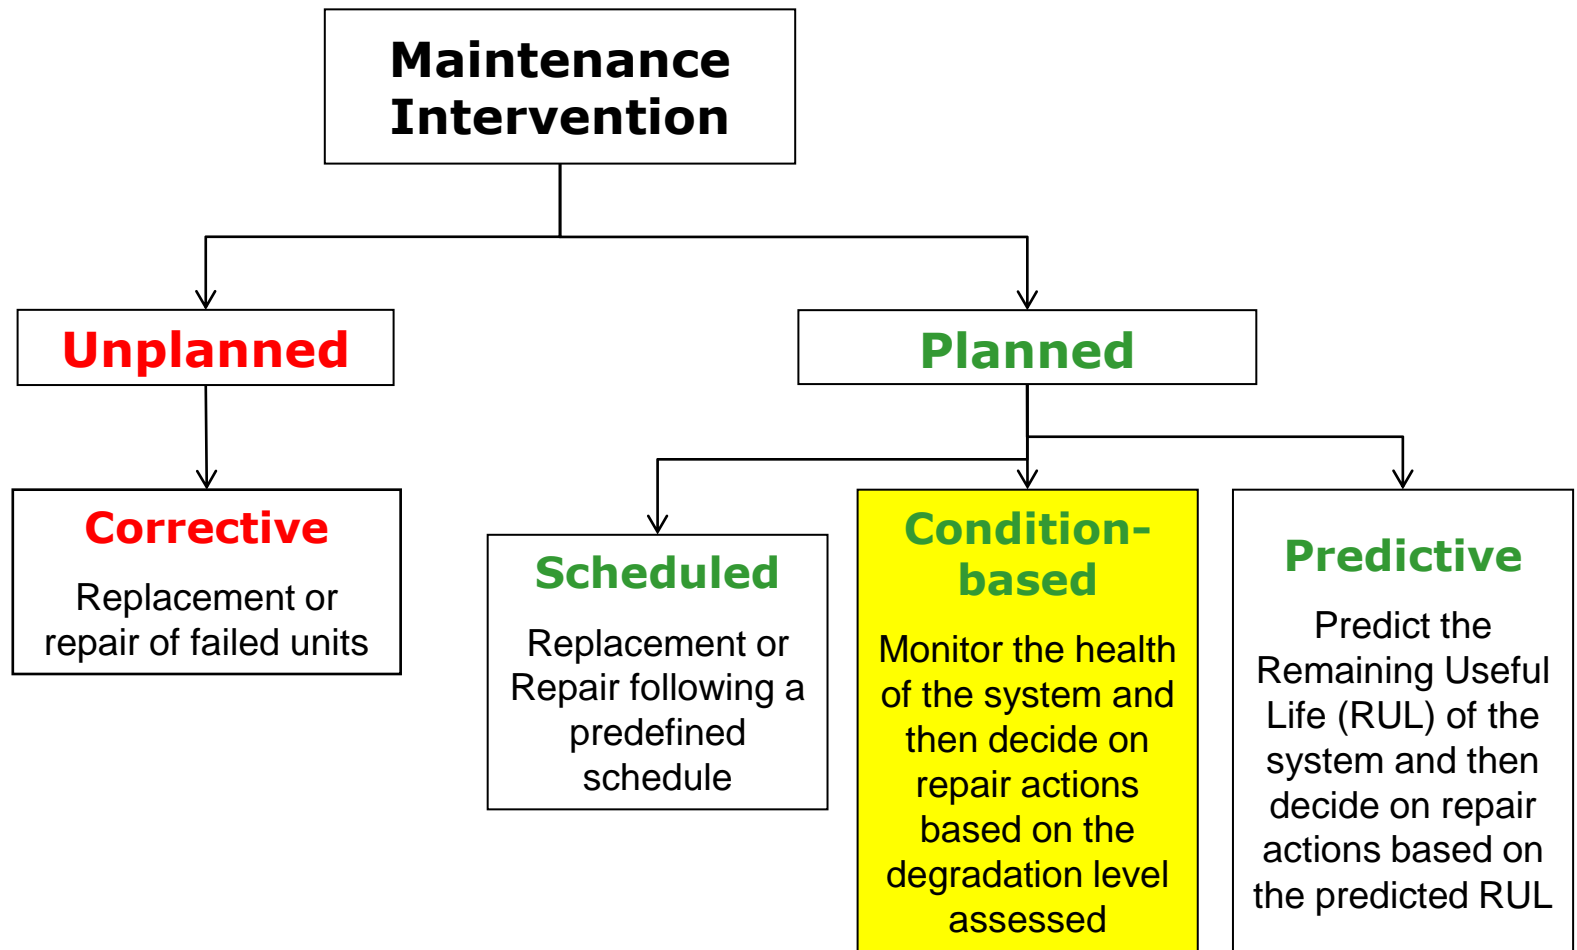 Maintenance
Intervention
Unplanned
Planned
Corrective
Replacement or
repair of failed units
Scheduled
Replacement or
Repair following a
predefined
schedule
Condition-
based
Monitor the health
of the system and
then decide on
repair actions
based on the
degradation level
assessed
Predictive
Predict the
Remaining Useful
Life (RUL) of the
system and then
decide on repair
actions based on
the predicted RUL